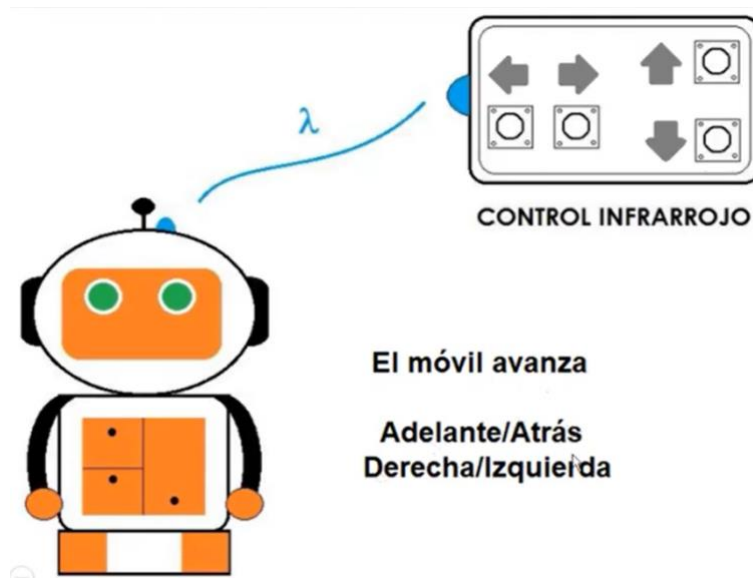 λ
CONTROL INFRARROJO
El móvil avanza
Adelante/Atrás
Derecha/Izquierda